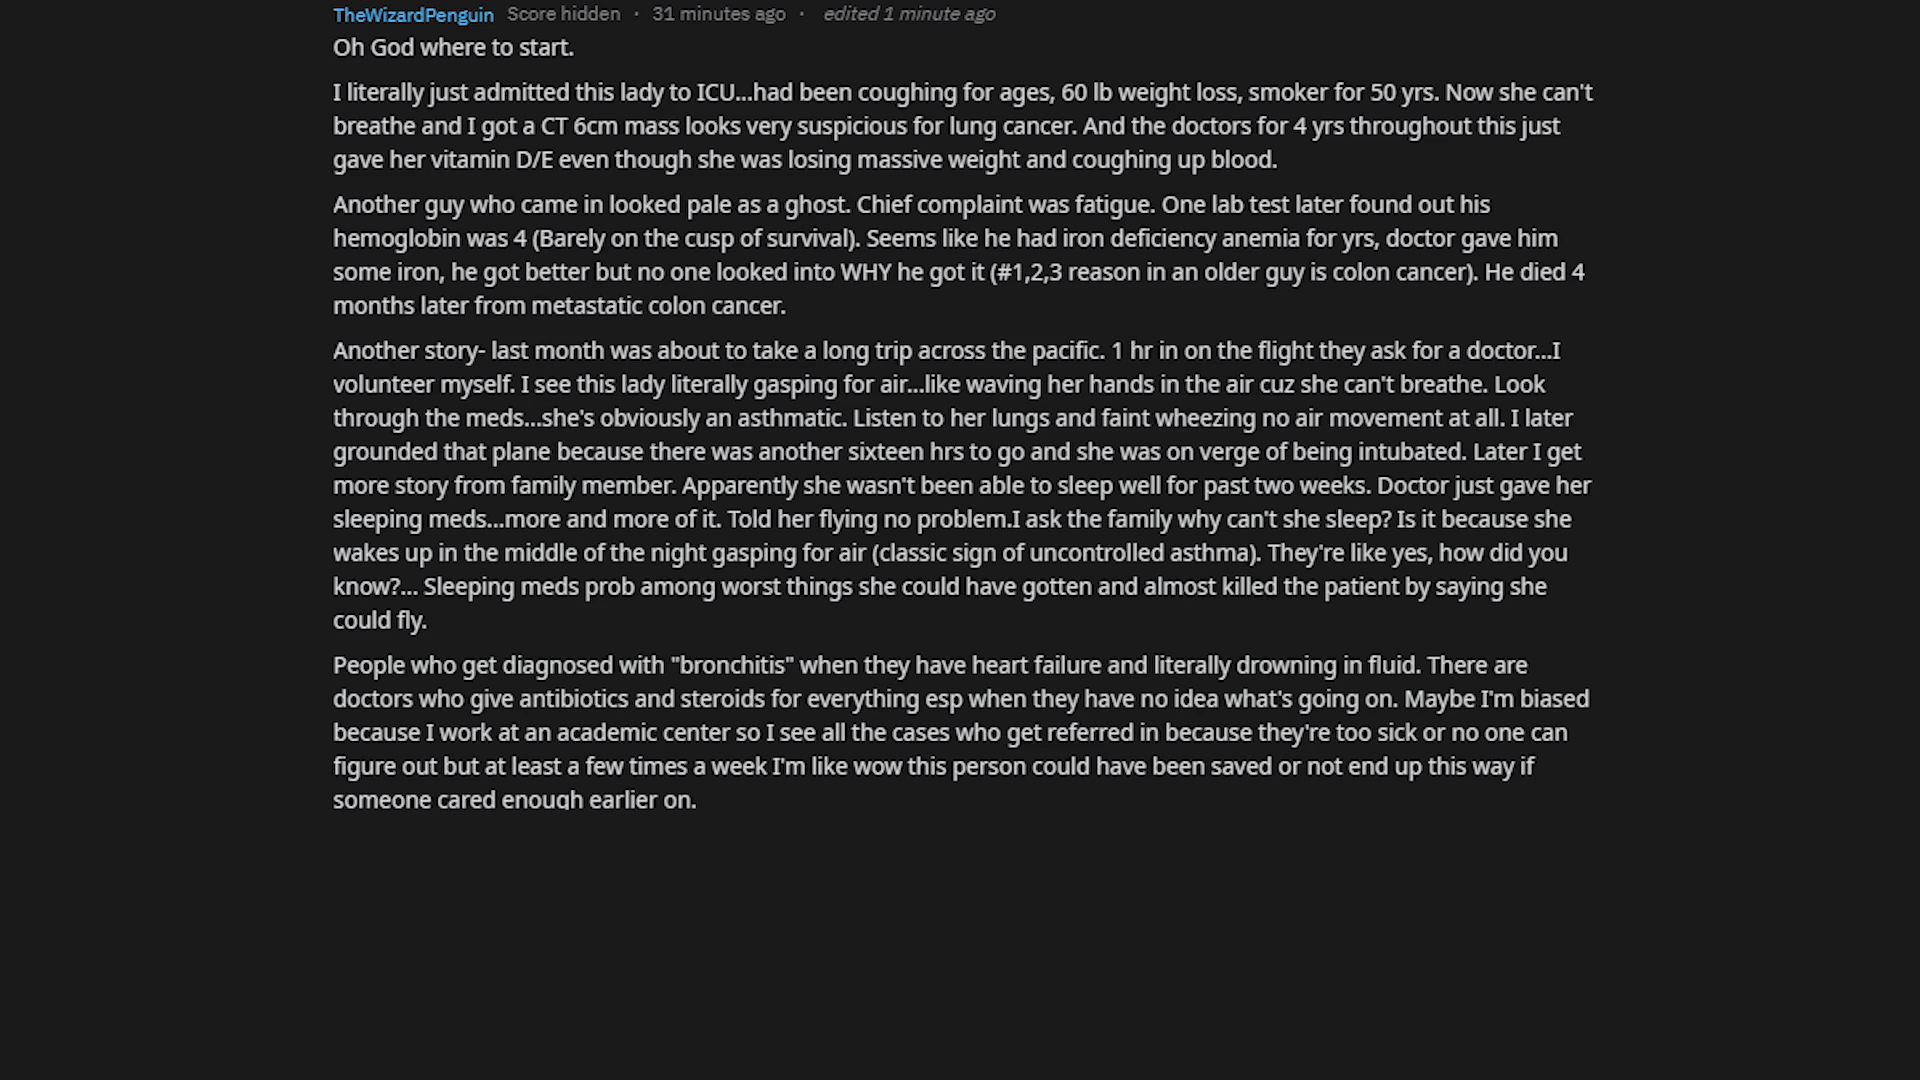 TheWizardPenguin Score hidden · 31 minutes ago · edited 1 minute ago
Oh God where to start.
I literally just admitted this lady to ICU...had been coughing for ages, 60 lb weight loss, smoker for 50 yrs. Now she can't
breathe and I got a CT 6cm mass looks very suspicious for lung cancer. And the doctors for 4 yrs throughout this just
gave her vitamin D/E even though she was losing massive weight and coughing up blood.
Another guy who came in looked pale as a ghost. Chief complaint was fatigue. One lab test later found out his
hemoglobin was 4 (Barely on the cusp of survival). Seems like he had iron deficiency anemia for yrs, doctor gave him
some iron, he got better but no one looked into WHY he got it (#1,2,3 reason in an older guy is colon cancer). He died 4
months later from metastatic colon cancer.
Another story- last month was about to take a long trip across the pacific. 1 hr in on the flight they ask for a doctor...I
volunteer myself. I see this lady literally gasping for air...like waving her hands in the air cuz she can't breathe. Look
through the meds...she's obviously an asthmatic. Listen to her lungs and faint wheezing no air movement at all. I later
grounded that plane because there was another sixteen hrs to go and she was on verge of being intubated. Later I get
more story from family member. Apparently she wasn't been able to sleep well for past two weeks. Doctor just gave her
sleeping meds...more and more of it. Told her flying no problem.I ask the family why can't she sleep? Is it because she
wakes up in the middle of the night gasping for air (classic sign of uncontrolled asthma). They're like yes, how did you
know?... Sleeping meds prob among worst things she could have gotten and almost killed the patient by saying she
could fly.
People who get diagnosed with "bronchitis" when they have heart failure and literally drowning in fluid. There are
doctors who give antibiotics and steroids for everything esp when they have no idea what's going on. Maybe I'm biased
because I work at an academic center so I see all the cases who get referred in because they're too sick or no one can
figure out but at least a few times a week I'm like wow this person could have been saved or not end up this way if
someone cared enough earlier on.